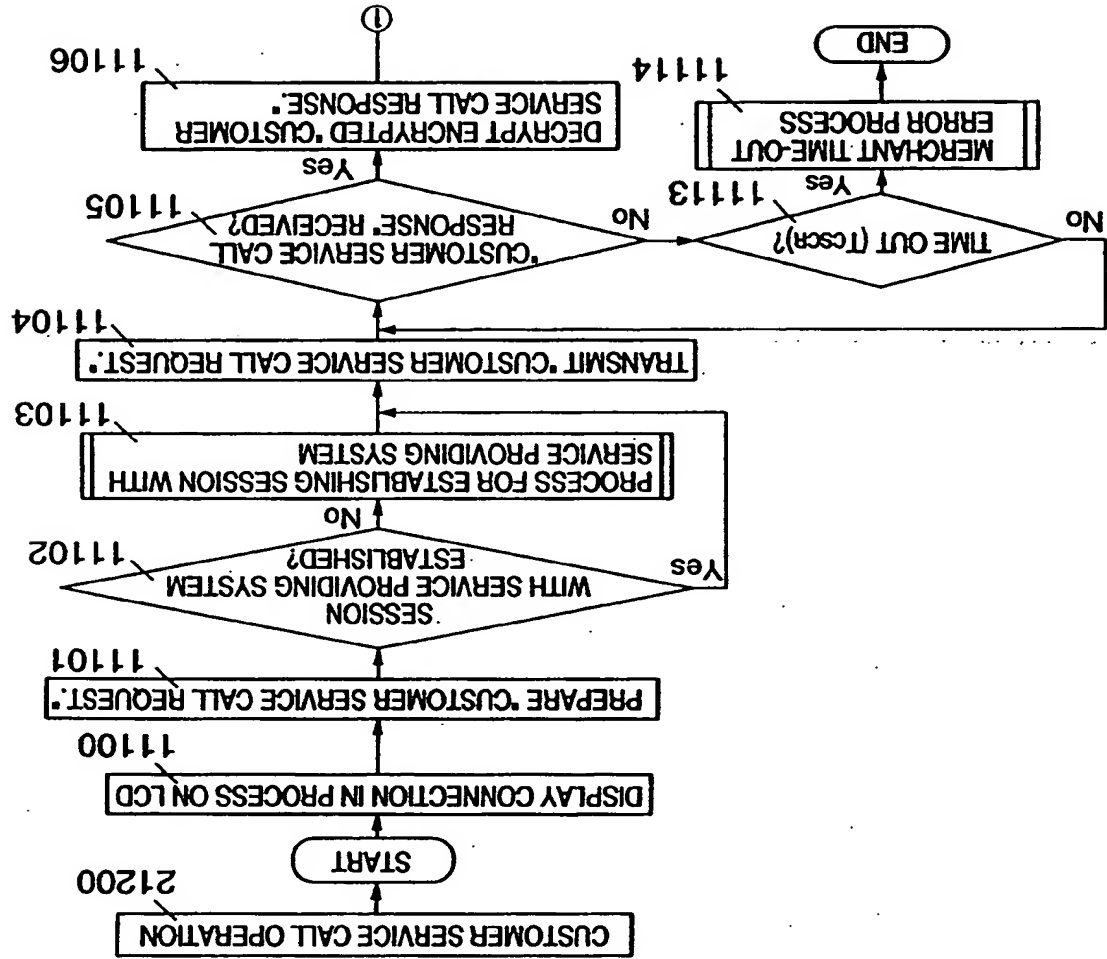 CUSTOMER SERVICE CALL OPERATION
21200
START
DISPLAY CONNECTION IN PROCESS ON LCD
11100
PREPARE "CUSTOMER SERVICE CALL REQUEST."
11101
SESSION
WITH SERVICE PROVIDING SYSTEM
ESTABLISHED?
11102
Yes
No
PROCESS FOR ESTABLISHING SESSION WITH
SERVICE PROVIDING SYSTEM
11103
TRANSMIT "CUSTOMER SERVICE CALL REQUEST."
11104
"CUSTOMER SERVICE CALL
RESPONSE" RECEIVED?
11105
No
Yes
TIME OUT (TCSCR)?
11113
No
Yes
DECRYPT ENCRYPTED "CUSTOMER
SERVICE CALL RESPONSE."
11106
MERCHANT TIME-OUT
ERROR PROCESS
11114
1
END